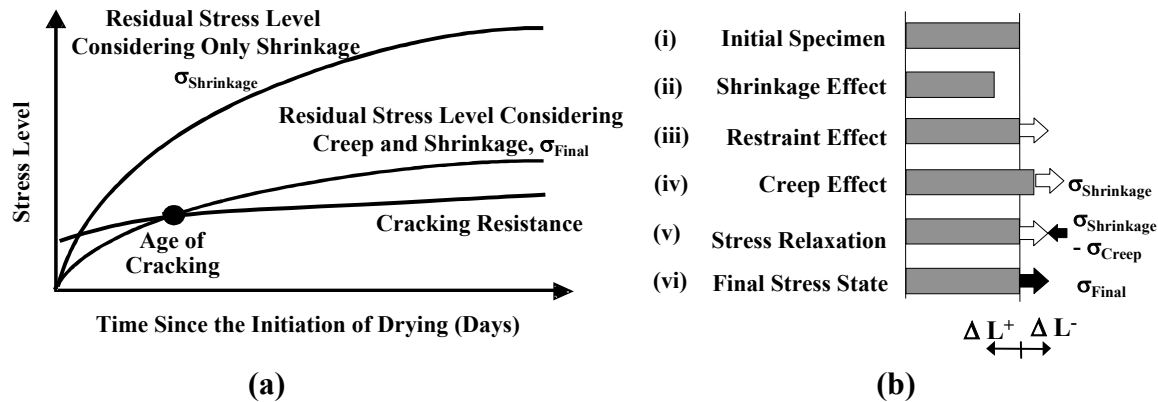 Residual Stress Level
Considering Only Shrinkage
σShrinkage
Residual Stress Level Considering
Creep and Shrinkage, σFinal
Cracking Resistance
Age of
Cracking
Stress Level
Time Since the Initiation of Drying (Days)
(a)
(i) Initial Specimen
(ii) Shrinkage Effect
(iii) Restraint Effect
(iv) Creep Effect
σShrinkage
(v) Stress Relaxation
σShrinkage
- σCreep
(vi) Final Stress State
σFinal
Δ L+ Δ L-
(b)